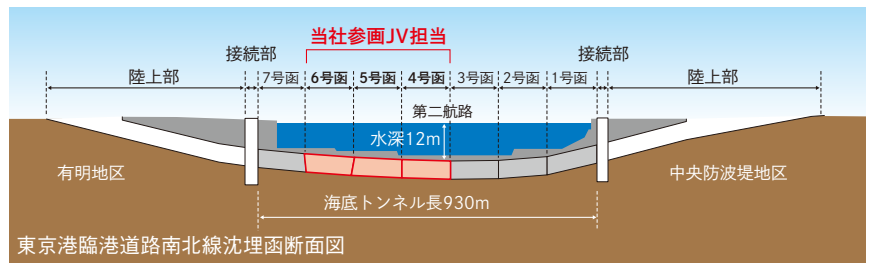 当社参画JV担当
接続部
接続部
陸上部
7号函
6号函
5号函
4号函
3号函
2号函
1号函
陸上部
第二航路
水深12m
有明地区
中央防波堤地区
海底トンネル長930m
東京港臨港道路南北線沈埋函断面図